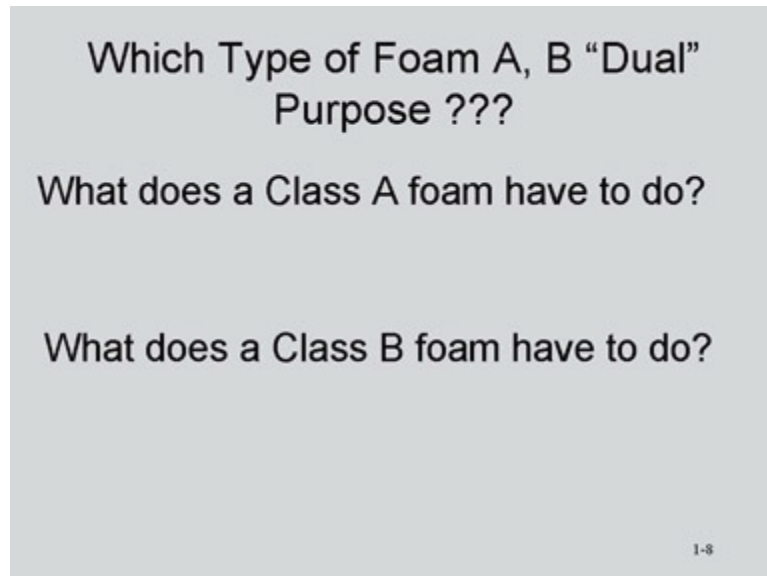 Which Type of Foam A, B “Dual”
Purpose ???
What does a Class A foam have to do?
What does a Class B foam have to do?
1-8